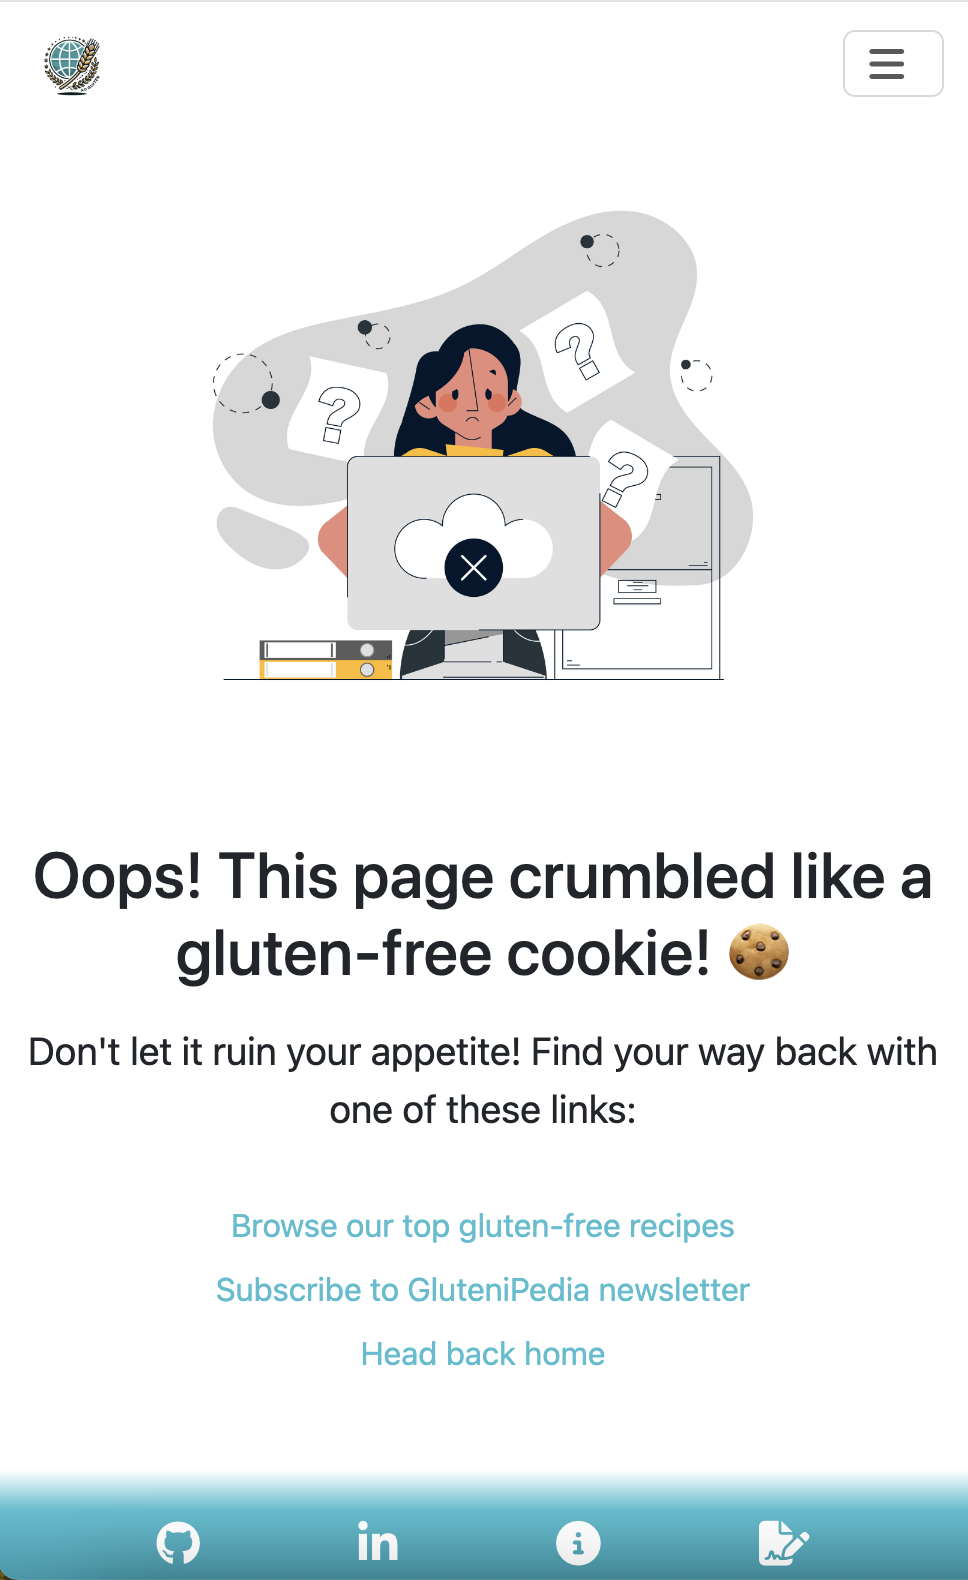 ?
?
?
Oops! This page crumbled like a
gluten-free cookie! 🍪
Don't let it ruin your appetite! Find your way back with
one of these links:
Browse our top gluten-free recipes
Subscribe to GluteniPedia newsletter
Head back home
in